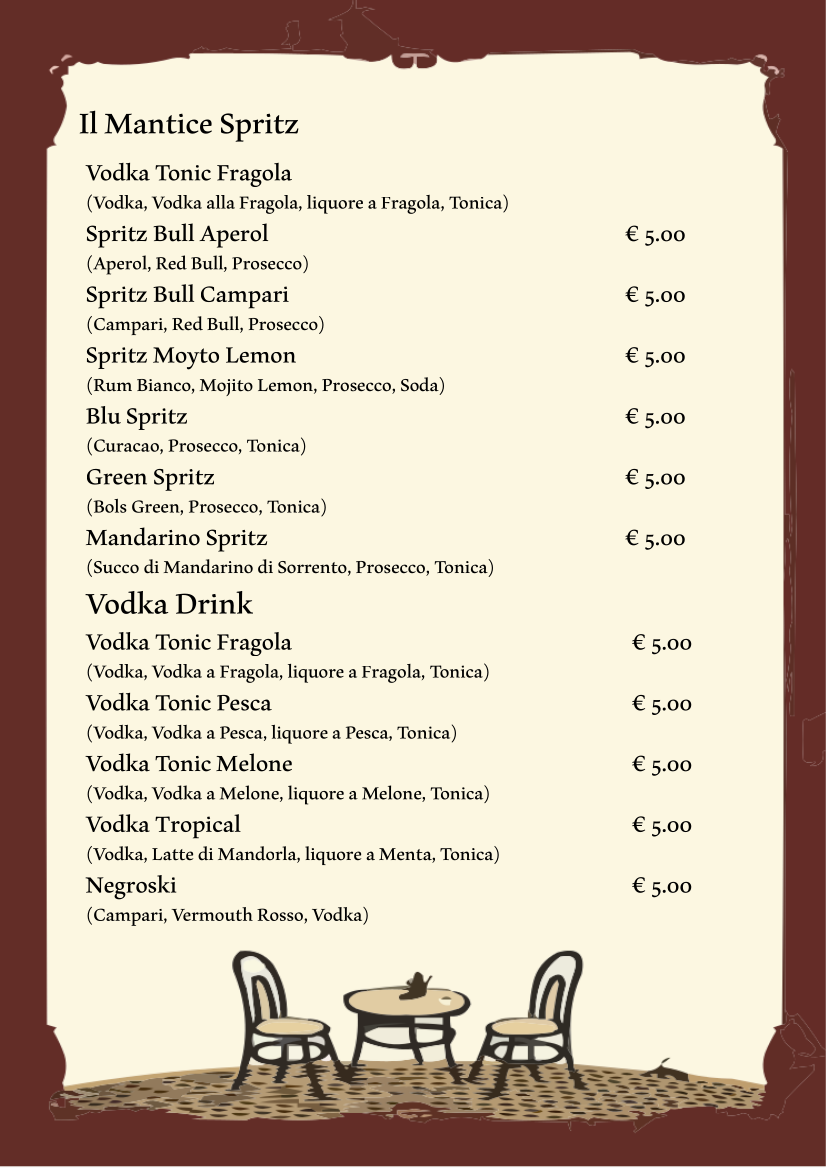 Il Mantice Spritz
Vodka Tonic Fragola
(Vodka, Vodka alla Fragola, liquore a Fragola, Tonica)
Spritz Bull Aperol € 5.00
(Aperol, Red Bull, Prosecco)
Spritz Bull Campari € 5.00
(Campari, Red Bull, Prosecco)
Spritz Moyto Lemon € 5.00
(Rum Bianco, Mojito Lemon, Prosecco, Soda)
Blu Spritz € 5.00
(Curacao, Prosecco, Tonica)
Green Spritz € 5.00
(Bols Green, Prosecco, Tonica)
Mandarino Spritz € 5.00
(Succo di Mandarino di Sorrento, Prosecco, Tonica)
Vodka Drink
Vodka Tonic Fragola € 5.00
(Vodka, Vodka a Fragola, liquore a Fragola, Tonica)
Vodka Tonic Pesca € 5.00
(Vodka, Vodka a Pesca, liquore a Pesca, Tonica)
Vodka Tonic Melone € 5.00
(Vodka, Vodka a Melone, liquore a Melone, Tonica)
Vodka Tropical € 5.00
(Vodka, Latte di Mandorla, liquore a Menta, Tonica)
Negroski € 5.00
(Campari, Vermouth Rosso, Vodka)